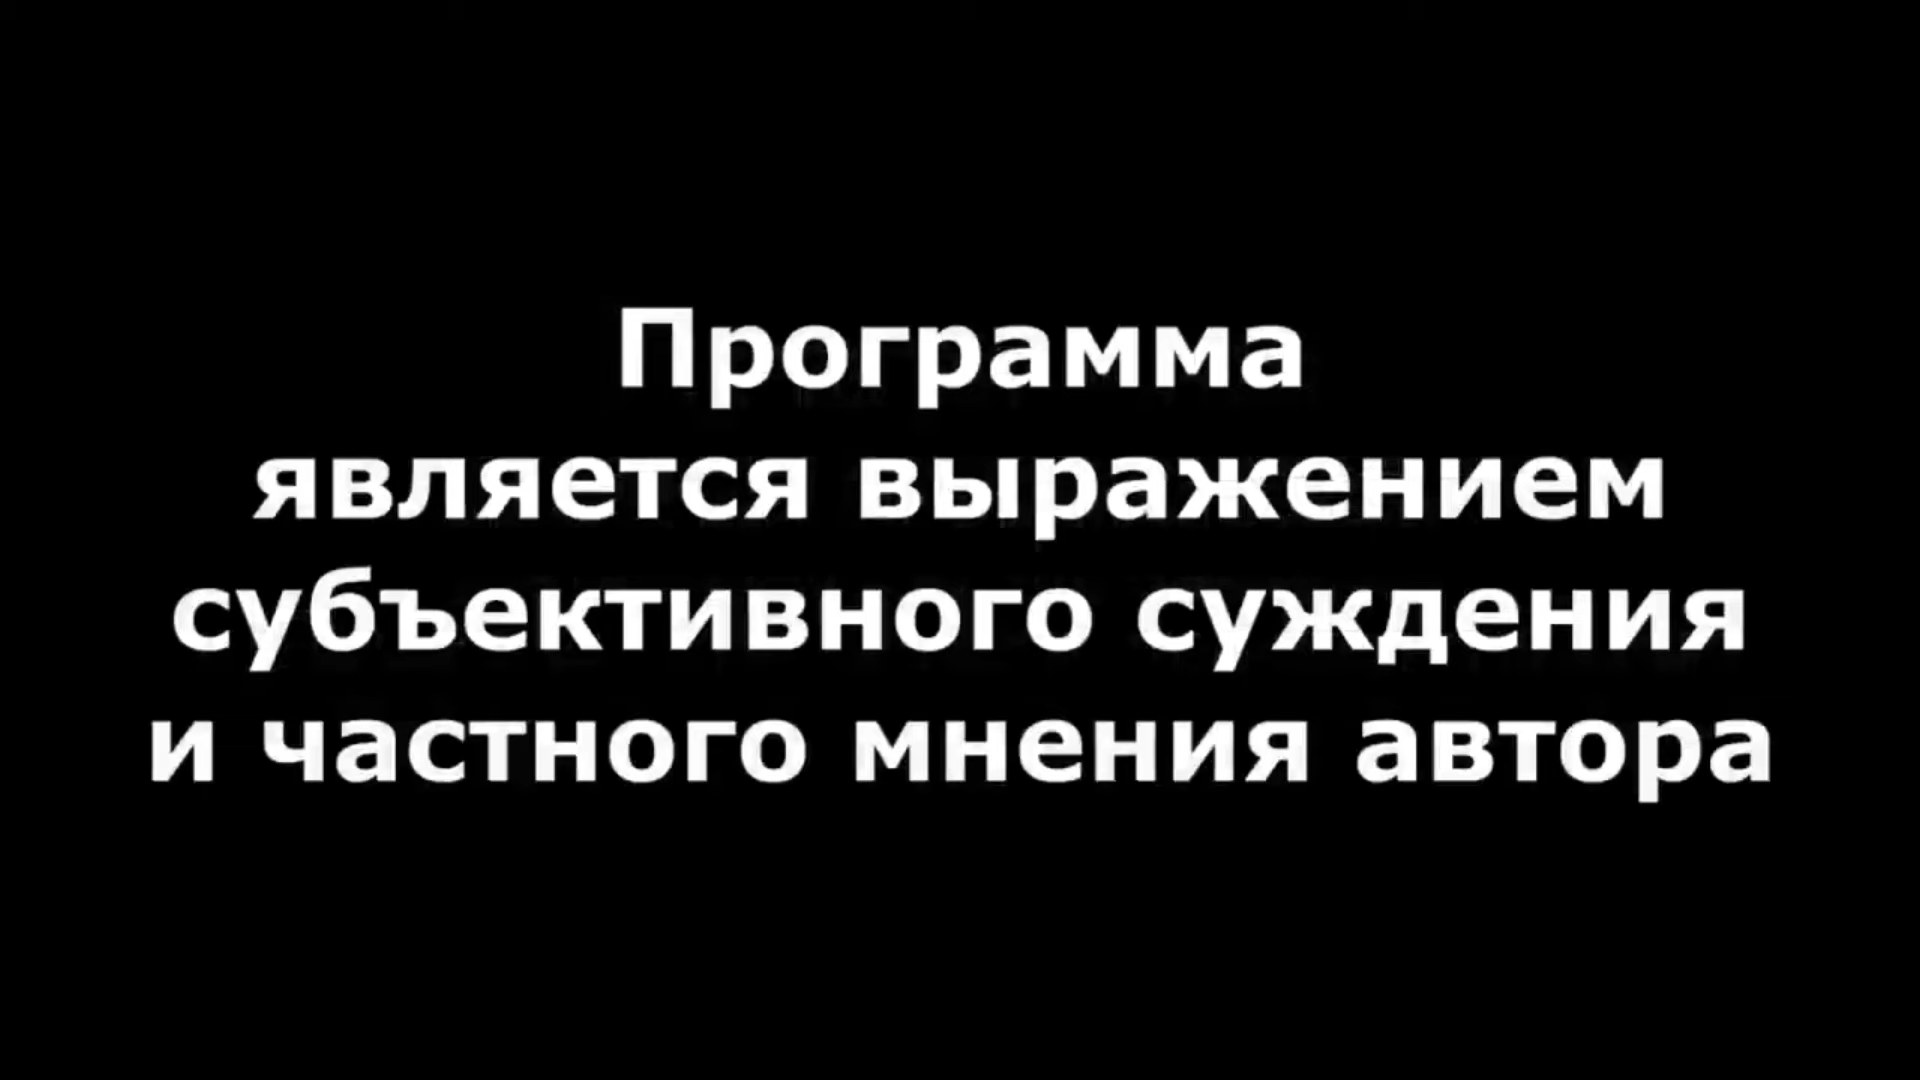 Программа
является выражением
субъективного суждения
и частного мнения автора